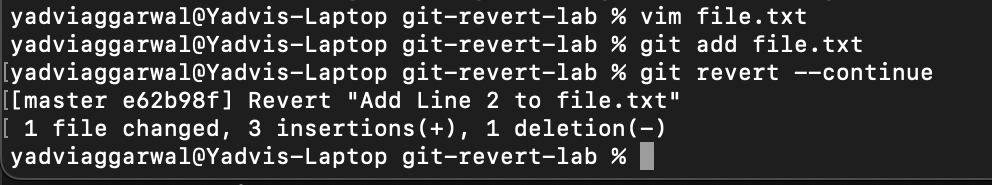 yadviaggarwal@Yadvis-Laptop git-revert-lab % vim file.txt
yadviaggarwal@Yadvis-Laptop git-revert-lab % git add file.txt
[yadviaggarwal@Yadvis-Laptop git-revert-lab % git revert --continue
[[master e62b98f] Revert "Add Line 2 to file.txt"
[ 1 file changed, 3 insertions(+), 1 deletion(-)
yadviaggarwal@Yadvis-Laptop git-revert-lab %